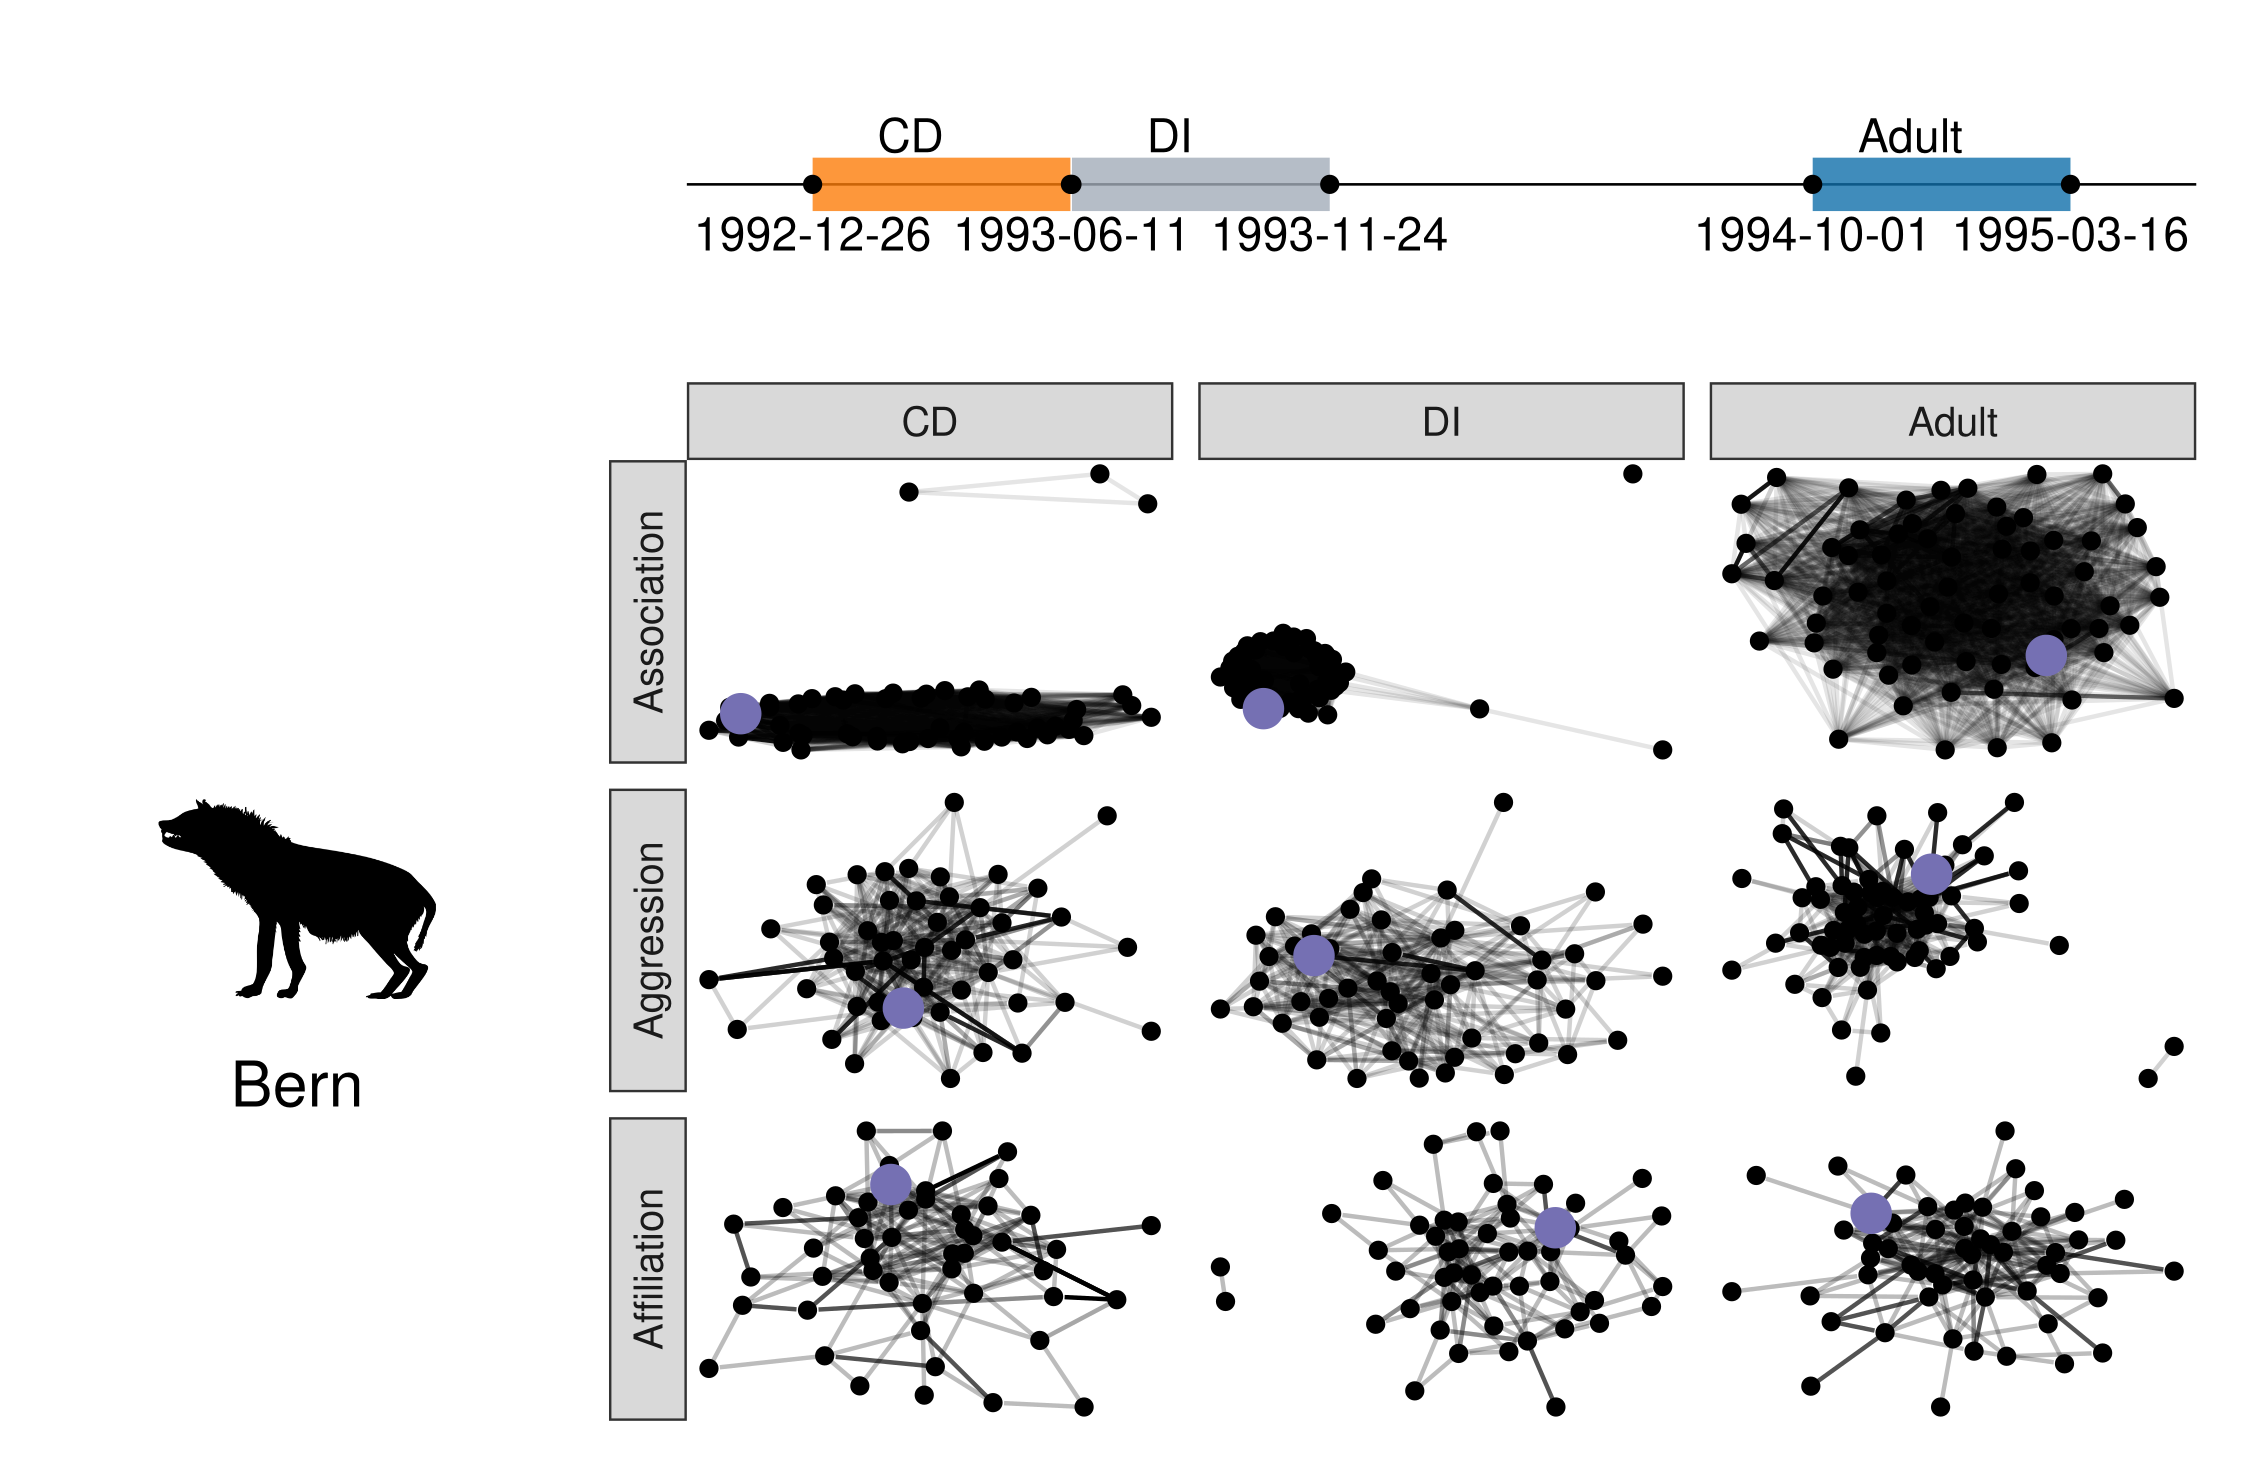 CD DI Adult
1992-12-26 1993-06-11 1993-11-24 1994-10-01 1995-03-16
CD DI Adult
Association
Aggression
Affiliation
Bern